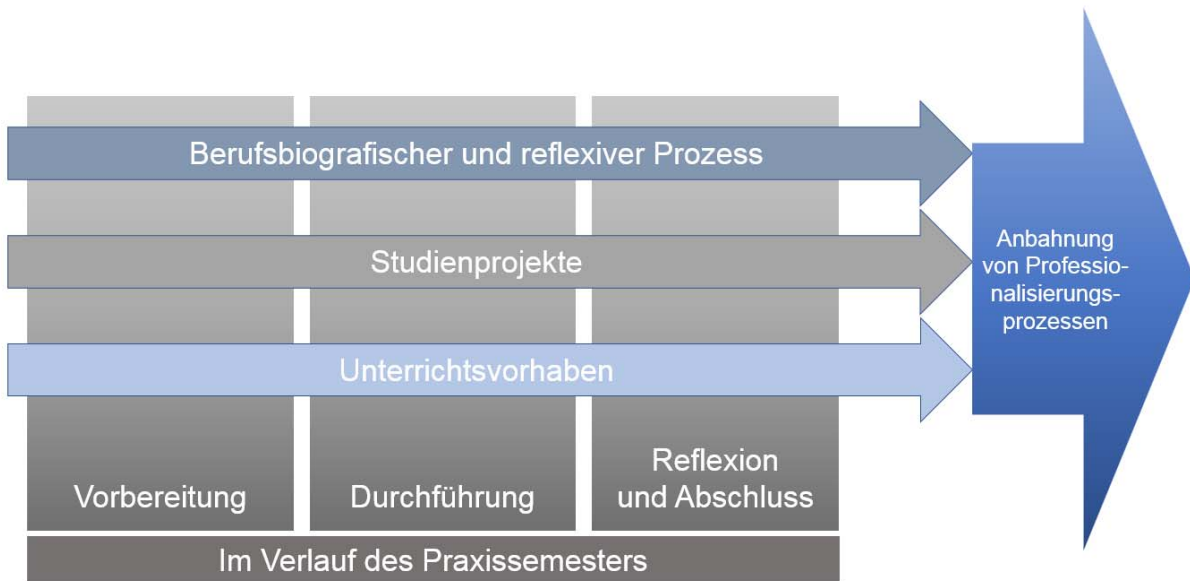 Berufsbiografischer und reflexiver Prozess
Studienprojekte
Unterrichtsvorhaben
Anbahnung
von Professio-
nalisierungs-
prozessen
Vorbereitung
Durchführung
Reflexion
und Abschluss
Im Verlauf des Praxissemesters